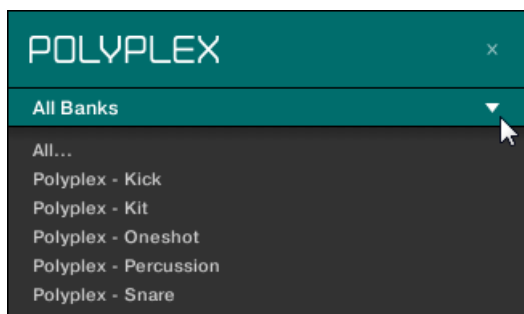 POLYPLEX ×
All Banks
All...
Polyplex - Kick
Polyplex - Kit
Polyplex - Oneshot
Polyplex - Percussion
Polyplex - Snare